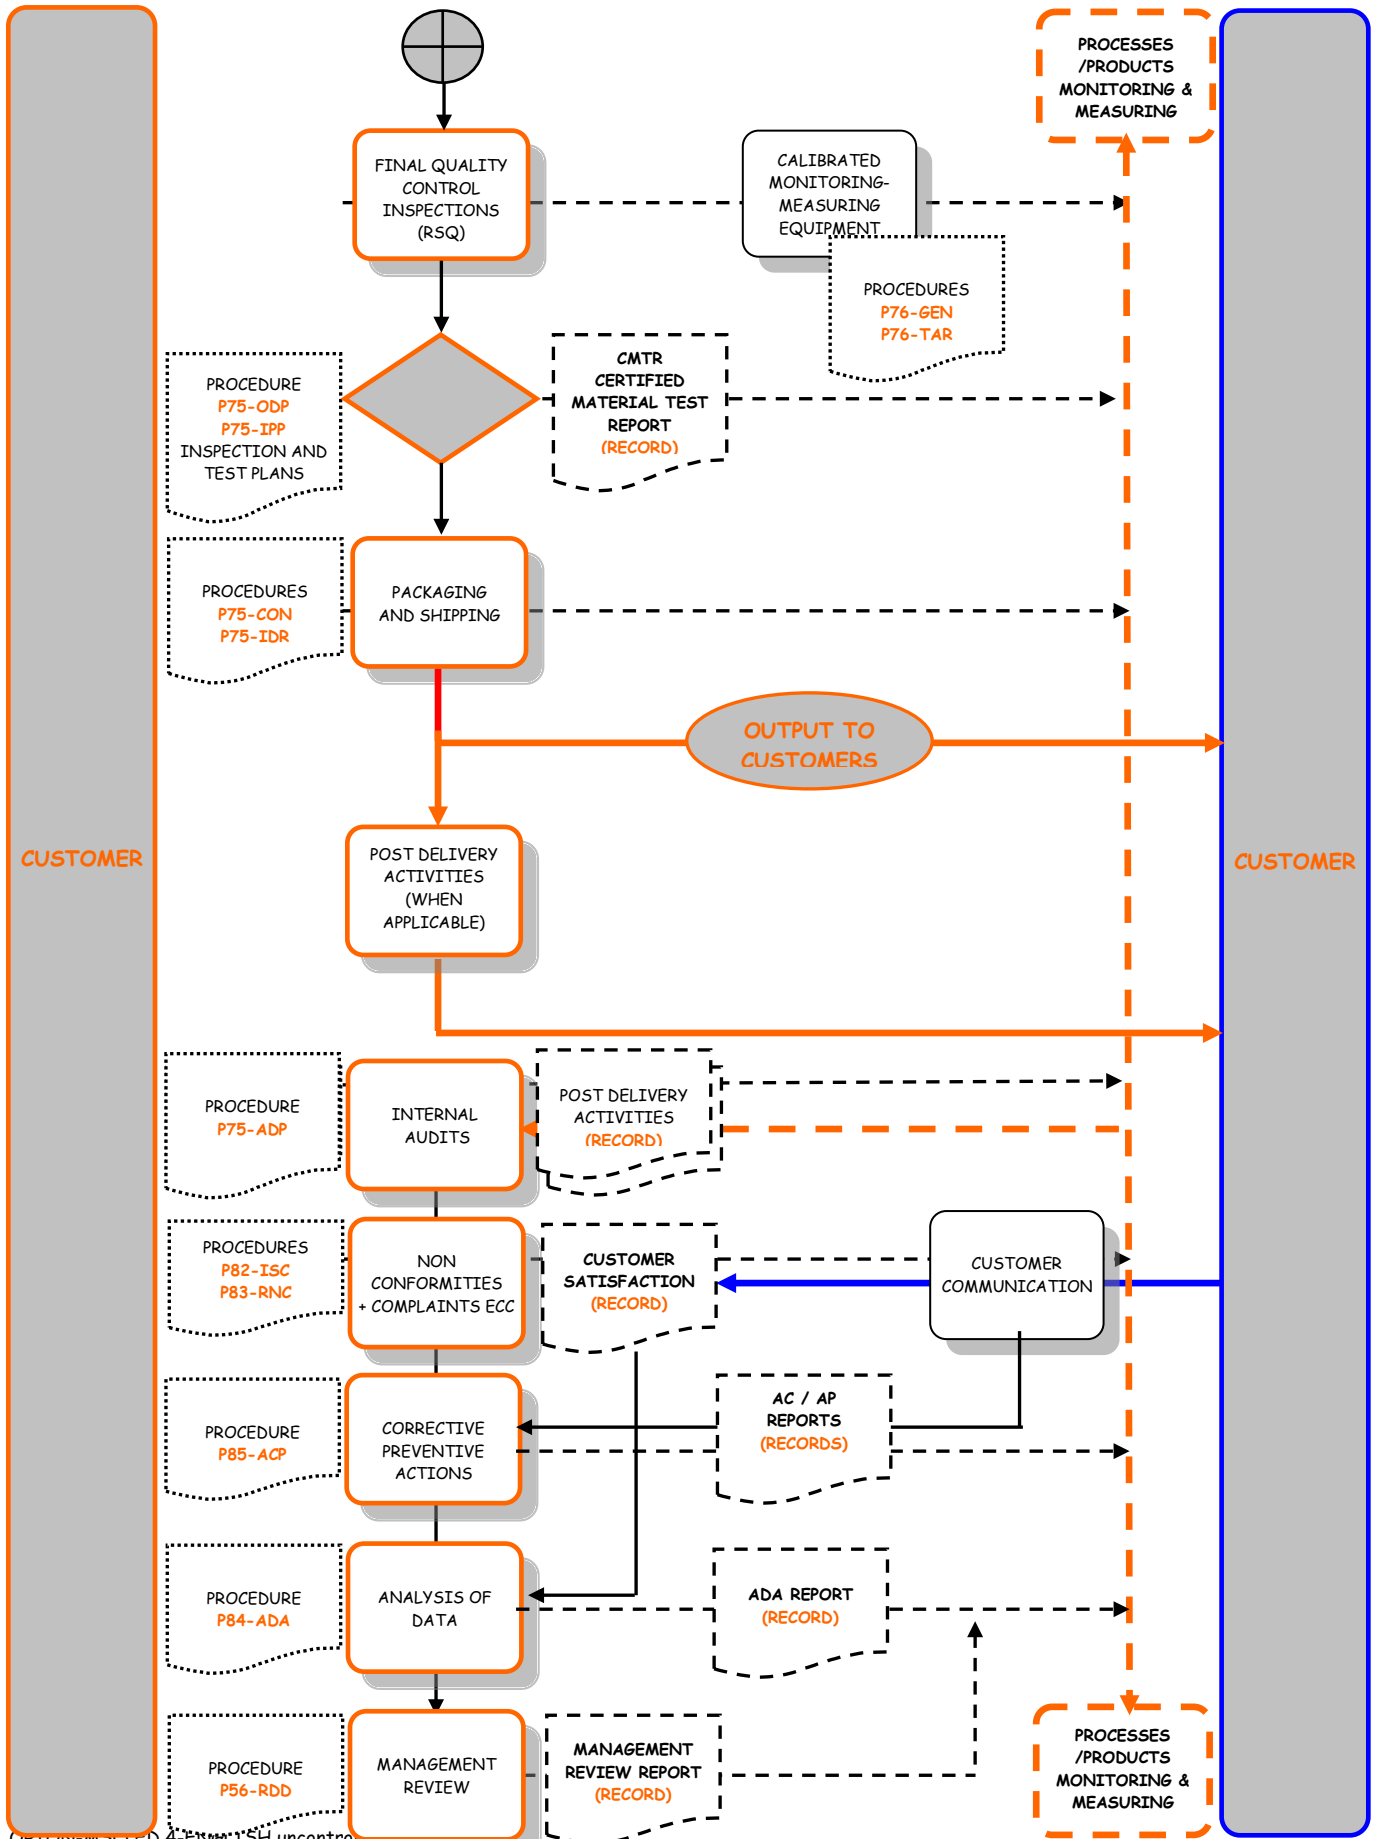 PROCESSES
/PRODUCTS
MONITORING &
MEASURING
FINAL QUALITY
CONTROL
INSPECTIONS
(RSQ)
CALIBRATED
MONITORING-
MEASURING
EQUIPMENT
PROCEDURES
P76-GEN
P76-TAR
PROCEDURE
P75-ODP
P75-IPP
INSPECTION AND
TEST PLANS
CMTR
CERTIFIED
MATERIAL TEST
REPORT
(RECORD)
PROCEDURES
P75-CON
P75-IDR
PACKAGING
AND SHIPPING
OUTPUT TO
CUSTOMERS
CUSTOMER
CUSTOMER
POST DELIVERY
ACTIVITIES
(WHEN
APPLICABLE)
PROCEDURE
P75-ADP
INTERNAL
AUDITS
POST DELIVERY
ACTIVITIES
(RECORD)
PROCEDURES
P82-ISC
P83-RNC
NON
CONFORMITIES
+ COMPLAINTS ECC
CUSTOMER
SATISFACTION
(RECORD)
CUSTOMER
COMMUNICATION
PROCEDURE
P85-ACP
CORRECTIVE
PREVENTIVE
ACTIONS
AC / AP
REPORTS
(RECORDS)
PROCEDURE
P84-ADA
ANALYSIS OF
DATA
ADA REPORT
(RECORD)
PROCEDURE
P56-RDD
MANAGEMENT
REVIEW
MANAGEMENT
REVIEW REPORT
(RECORD)
PROCESSES
/PRODUCTS
MONITORING &
MEASURING